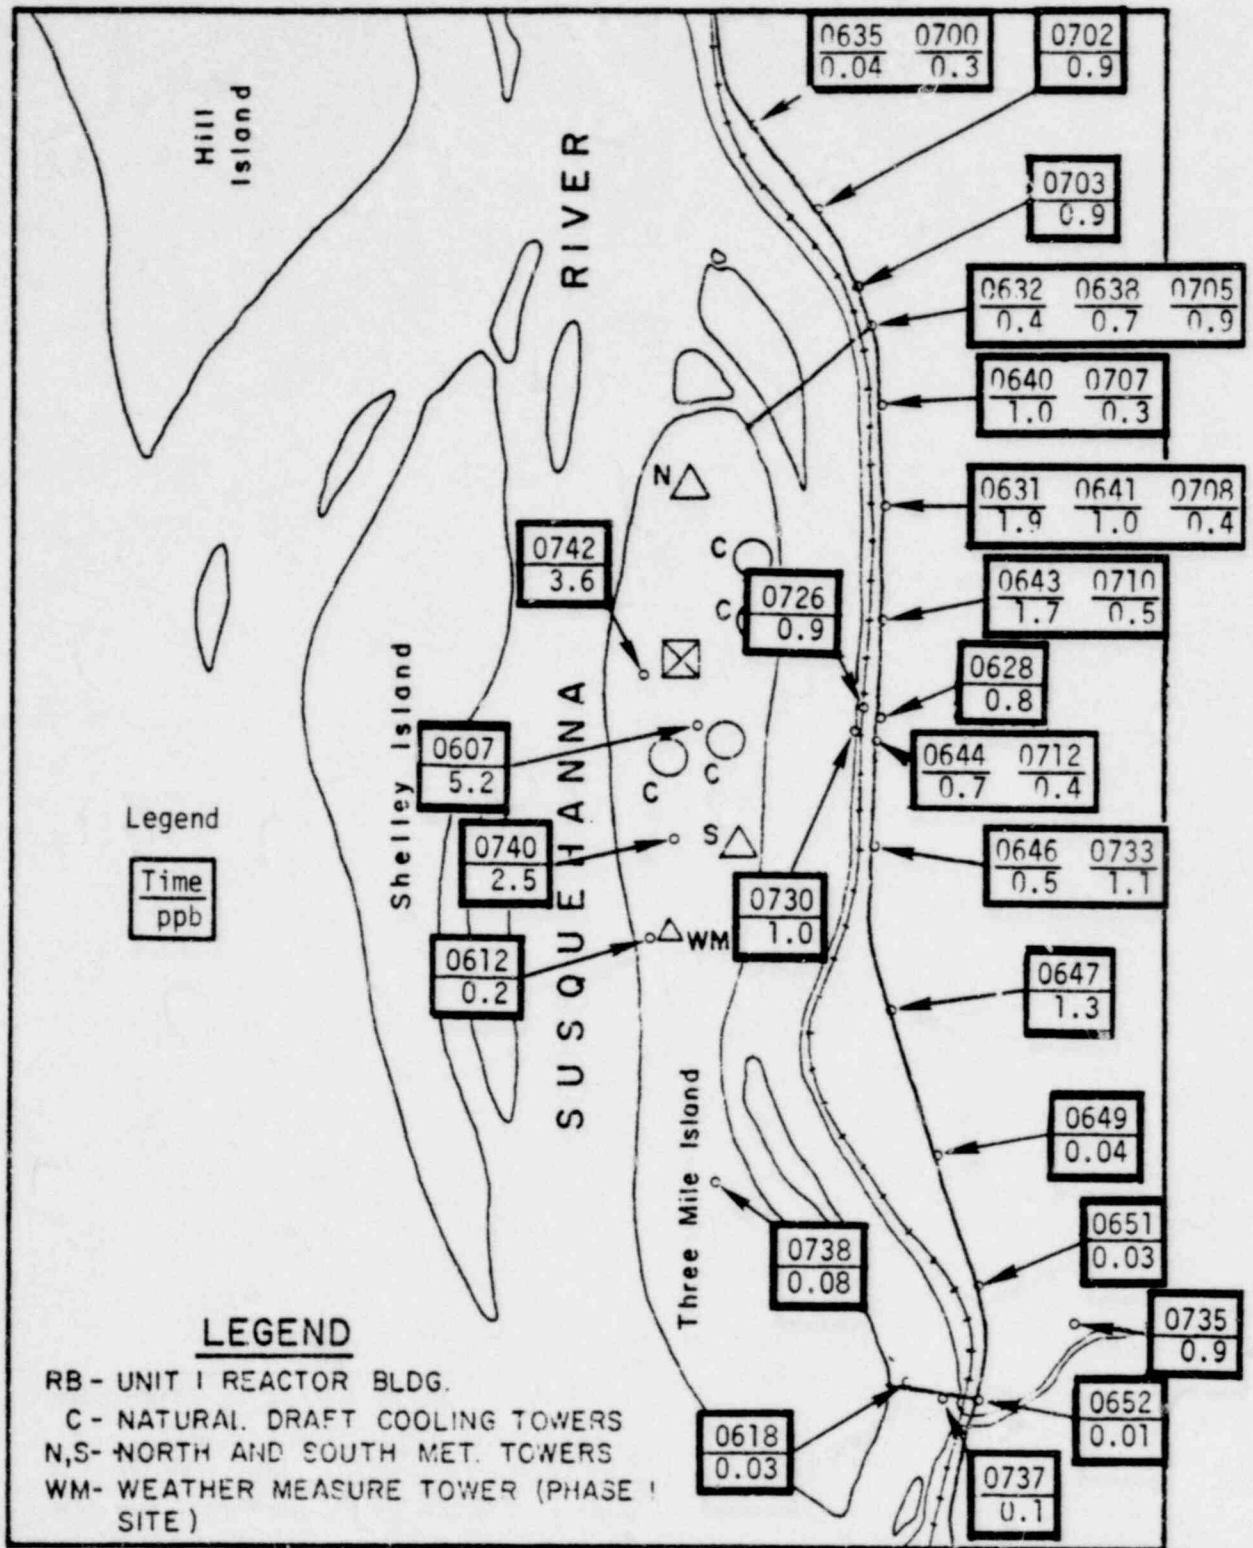 0635 0700
0.04 0.3
0702
0.9
Hill
Island
RIVER
0703
0.9
0632 0638 0705
0.4 0.7 0.9
0640 0707
1.0 0.3
N
0631 0641 0708
1.9 1.0 0.4
0742
3.6
C
0726
0.9
C
0643 1710
1.7 0.5
0628
0.8
Shelley Island
SUSQUEHANNA
0607
5.2
C
C
0644 0712
0.7 0.4
Legend
Time
ppb
0740
2.5
S
0646 0733
0.5 1.1
0730
1.0
0612
0.2
WM
0647
1.3
Three Mile Island
0649
0.04
0738
0.08
0651
0.03
0735
0.9
LEGEND
RB - UNIT 1 REACTOR BLDG.
C - NATURAL DRAFT COOLING TOWERS
N,S- NORTH AND SOUTH MET. TOWERS
WM- WEATHER MEASURE TOWER (PHASE I
SITE)
0618
0.03
0652
0.01
0737
0.1